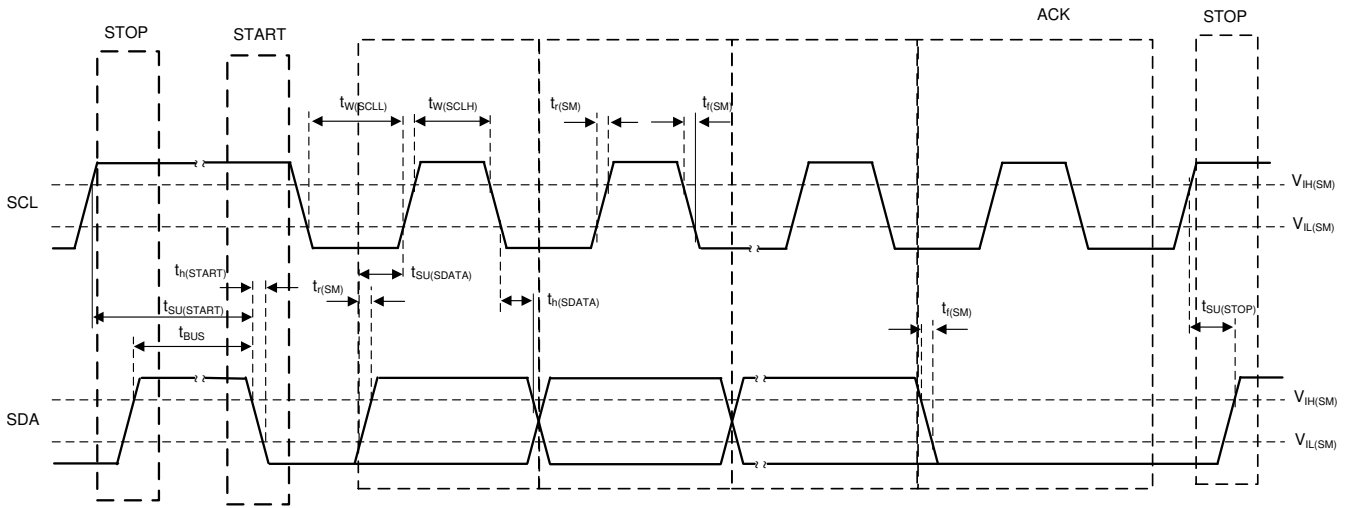 ACK
STOP
START
STOP
tW(SCLL)
tW(SCLH)
tr(SM)
tf(SM)
SCL
VIH(SM)
VIL(SM)
th(START)
tSU(SDATA)
tr(SM)
th(SDATA)
tSU(START)
tf(SM)
tSU(STOP)
tBUS
SDA
VIH(SM)
VIL(SM)